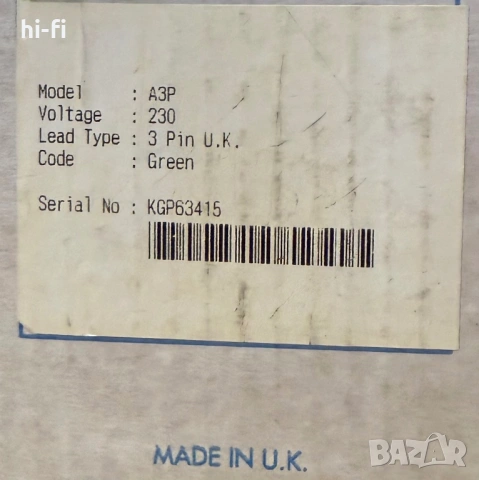 hi-fi
Model : A3P
Voltage : 230
Lead Type : 3 Pin U.K.
Code : Green
Serial No : KGP63415
MADE IN U.K.
BAZAR